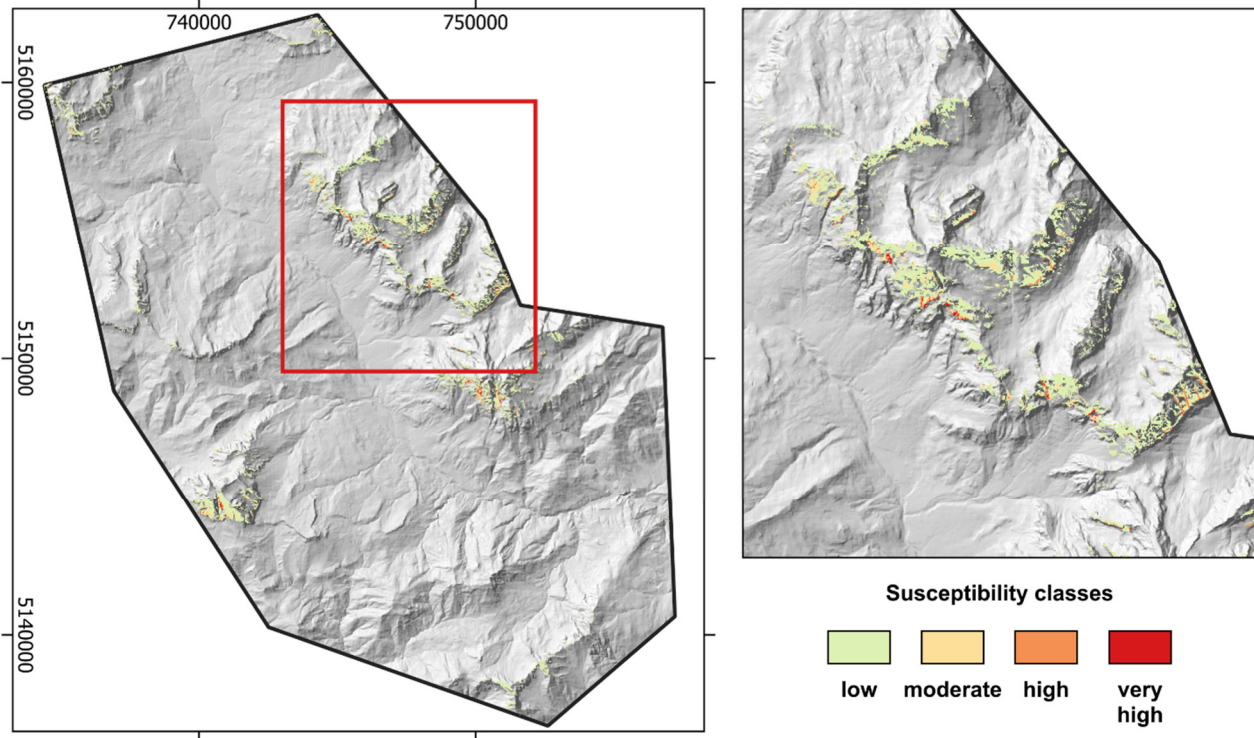 740000
750000
5160000
5150000
5140000
Susceptibility classes
low
moderate
high
very
high